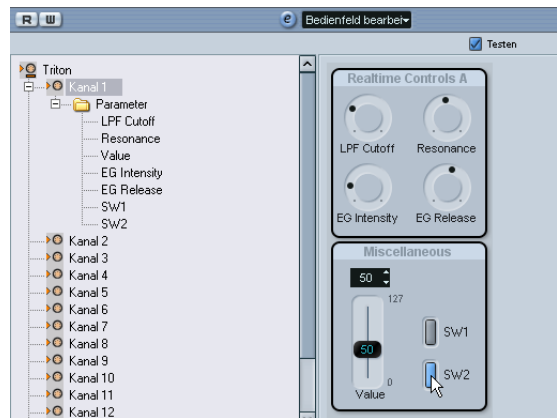 R W e Bedienfeld bearbei
Testen
Triton
Kanal 1
Parameter
LPF Cutoff
Resonance
Value
EG Intensity
EG Release
SW1
SW2
Kanal 2
Kanal 3
Kanal 4
Kanal 5
Kanal 6
Kanal 7
Kanal 8
Kanal 9
Kanal 10
Kanal 11
Kanal 12
Realtime Controls A
LPF Cutoff Resonance
EG Intensity EG Release
Miscellaneous
50
127
SW1
50
SW2
0
Value